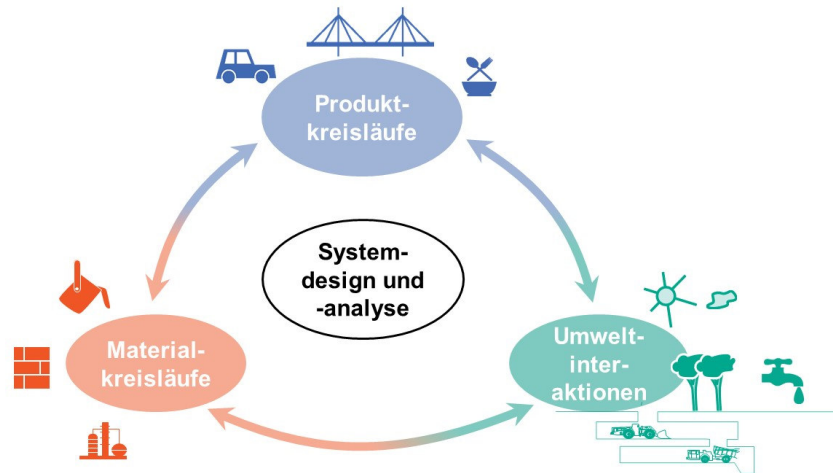 Produkt-
kreisläufe
System-
design und
-analyse
Material-
kreisläufe
Umwelt-
inter-
aktionen